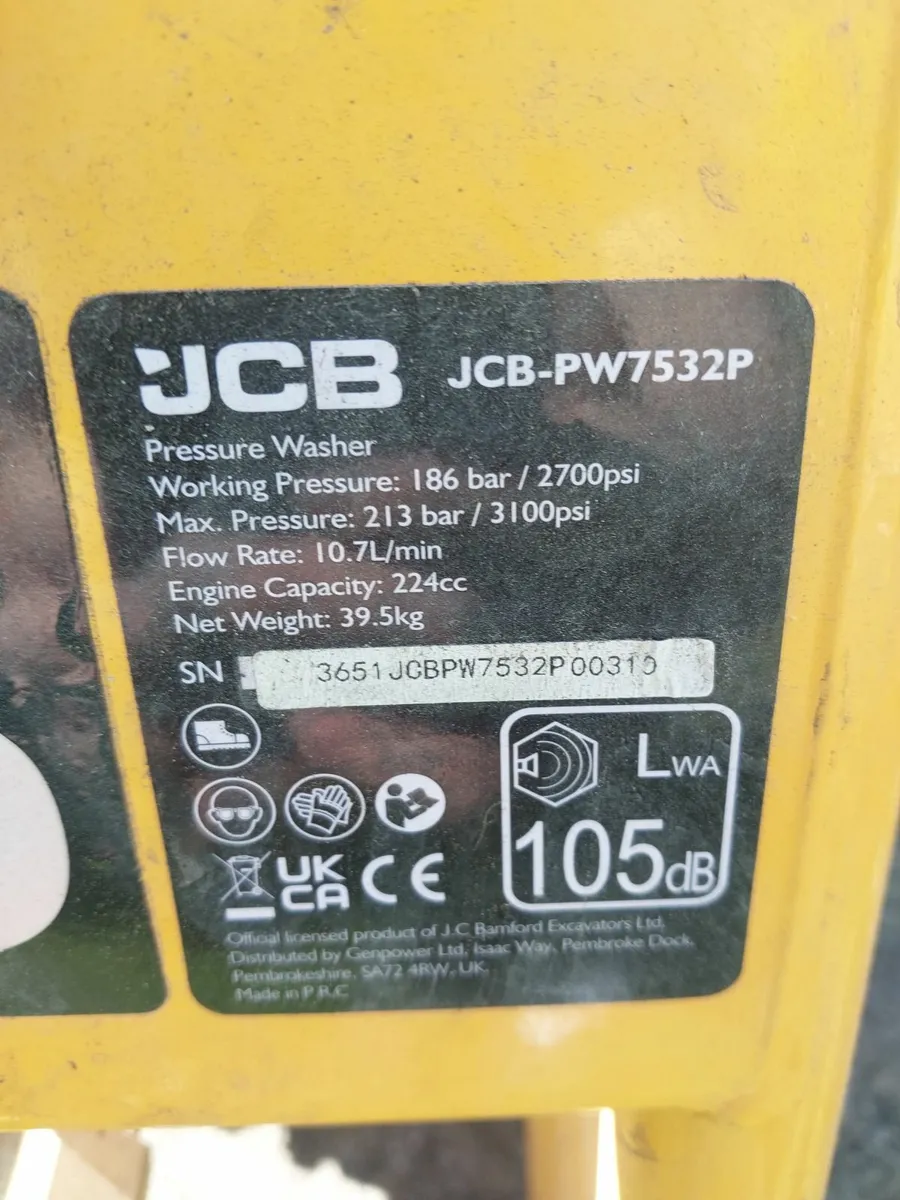 JCB JCB-PW7532P
Pressure Washer
Working Pressure: 186 bar / 2700psi
Max. Pressure: 213 bar / 3100psi
Flow Rate: 10.7L/min
Engine Capacity: 224cc
Net Weight: 39.5kg
SN 3651JCBPW7532P00310
LWA
105dB
UK
CA CE
Official licensed product of J.C Bamford Excavators Ltd,
Distributed by Genpower Ltd, Isaac Way, Pembroke Dock,
Pembrokeshire, SA72 4RW, UK.
Made in P.R.C